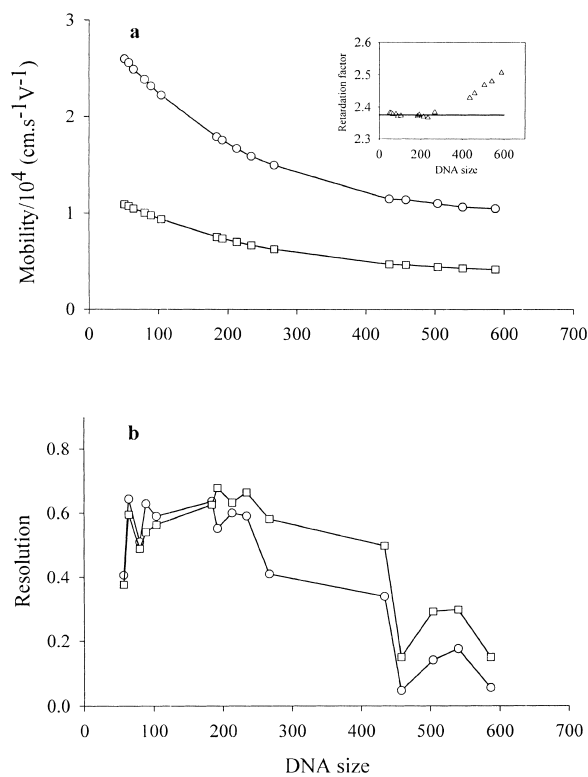 a
Mobility/10⁴ (cm.s⁻¹V⁻¹)
3
2
1
0
0 100 200 300 400 500 600 700
Retardation factor
2.6
2.5
2.4
2.3
0 200 400 600
DNA size
b
Resolution
0.8
0.6
0.4
0.2
0.0
0 100 200 300 400 500 600 700
DNA size